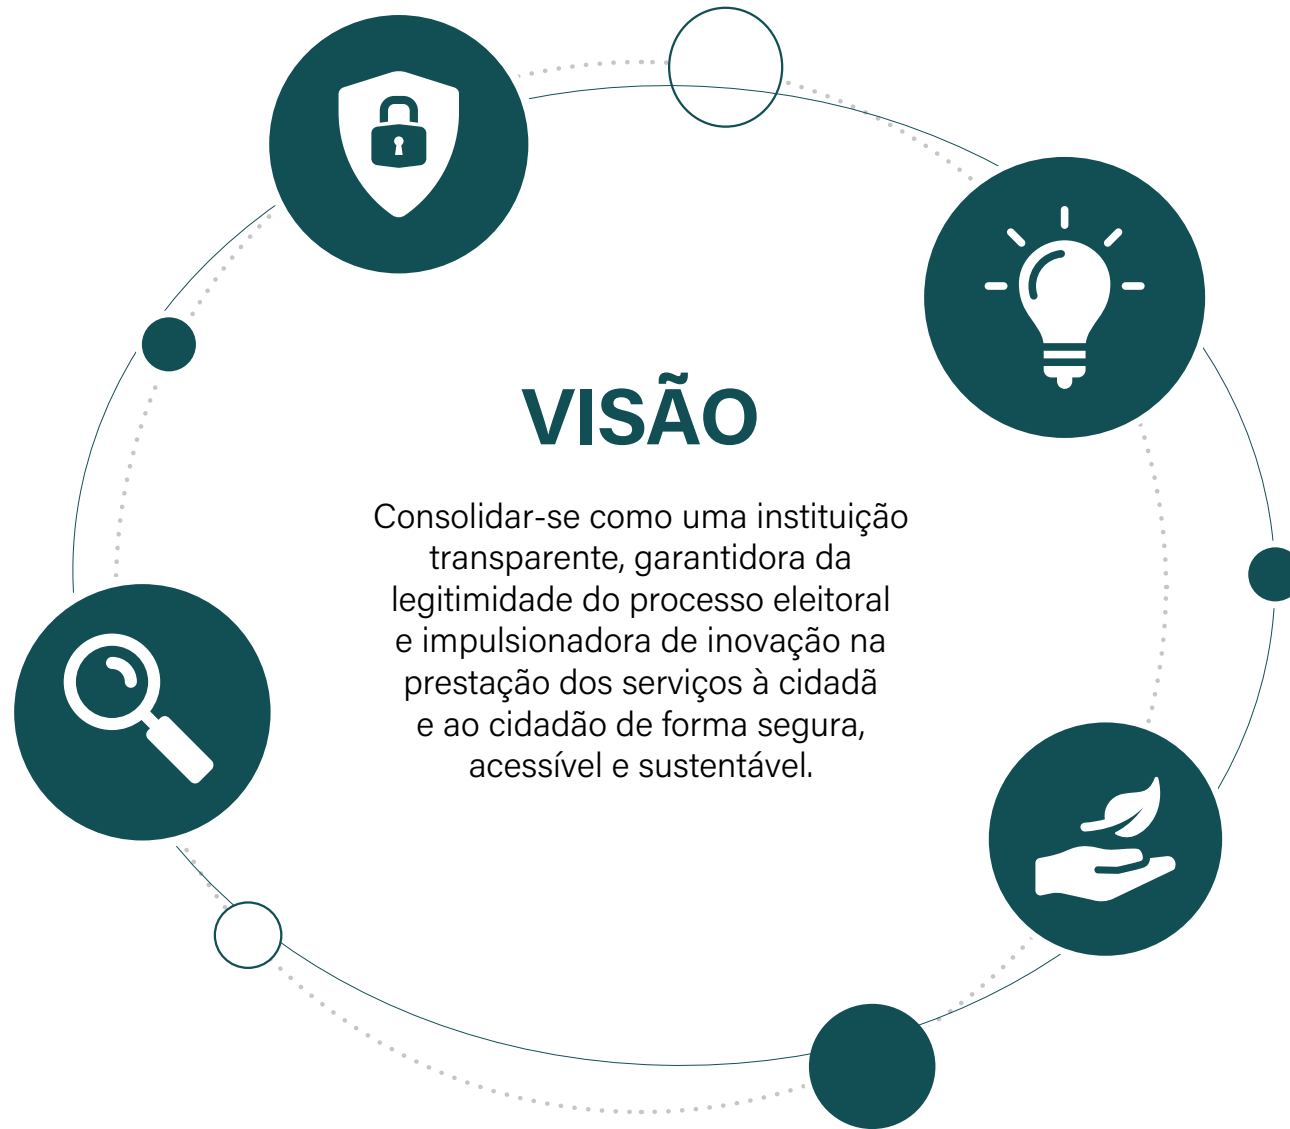 VISÃO
Consolidar-se como uma instituição
transparente, garantidora da
legitimidade do processo eleitoral
e impulsionadora de inovação na
prestação dos serviços à cidadã
e ao cidadão de forma segura,
acessível e sustentável.